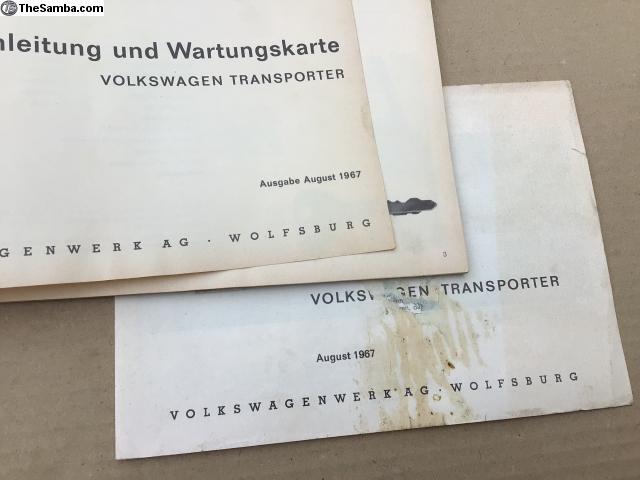 TheSamba.com
nleitung und Wartungskarte
VOLKSWAGEN TRANSPORTER
Ausgabe August 1967
GENWERK AG · WOLFSBURG
3
VOLKSWAGEN TRANSPORTER
August 1967
VOLKSWAGENWERK AG · WOLFSBURG